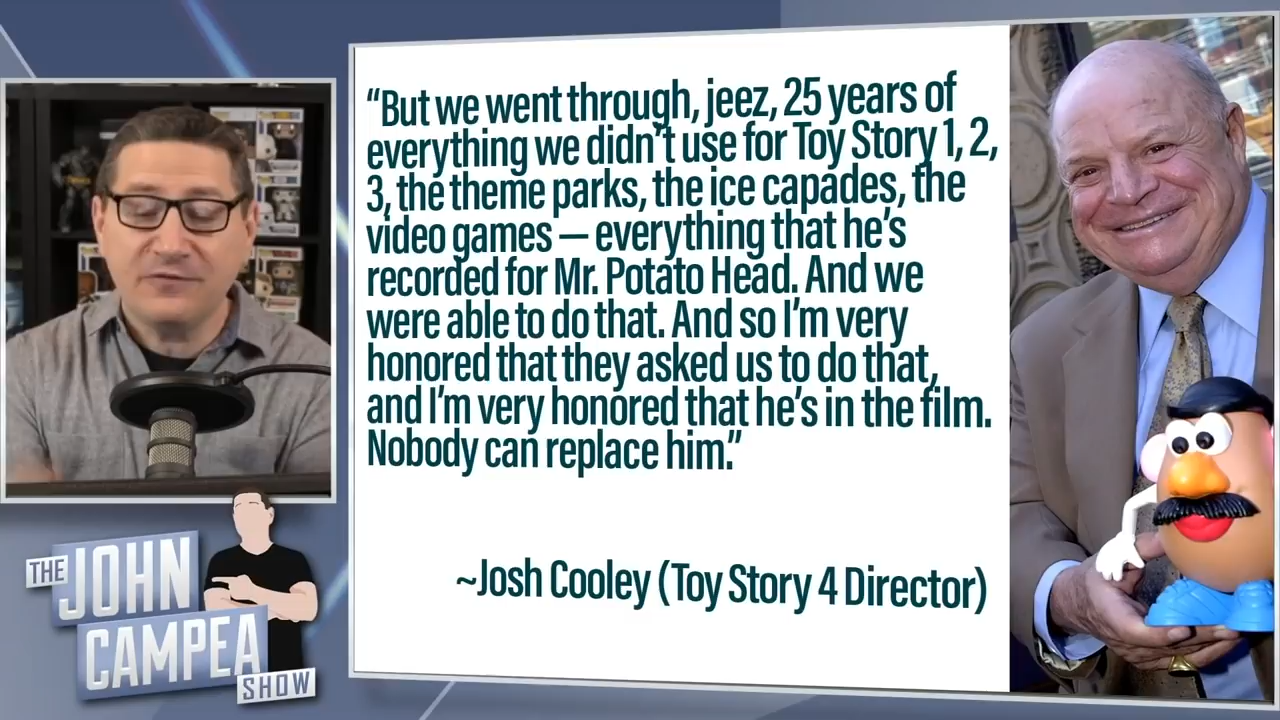 “But we went through, jeez, 25 years of
everything we didn’t use for Toy Story 1, 2,
3, the theme parks, the ice capades, the
video games — everything that he’s
recorded for Mr. Potato Head. And we
were able to do that. And so I’m very
honored that they asked us to do that,
and I’m very honored that he’s in the film.
Nobody can replace him.”
~Josh Cooley (Toy Story 4 Director)
THE
JOHN
CAMPEA
SHOW